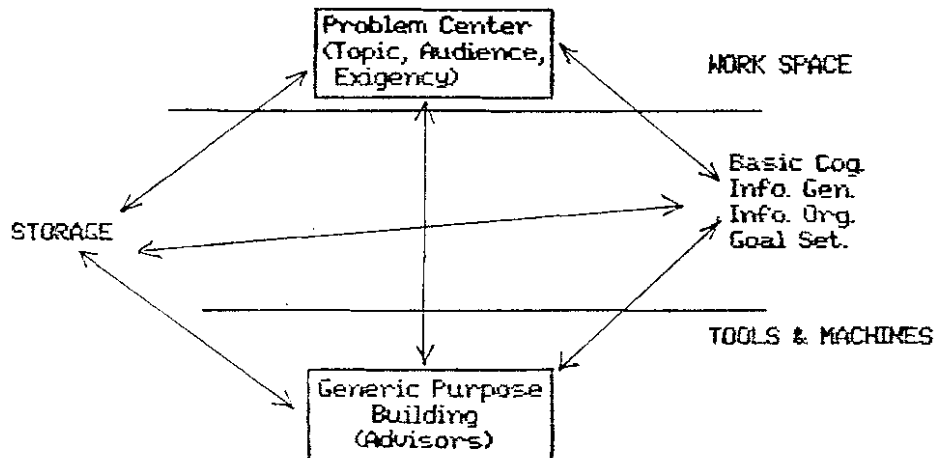 Problem Center
(Topic, Audience,
Exigency)
WORK SPACE
Basic Cog.
Info. Gen.
Info. Org.
Goal Set.
STORAGE
TOOLS & MACHINES
Generic Purpose
Building
(Advisors)